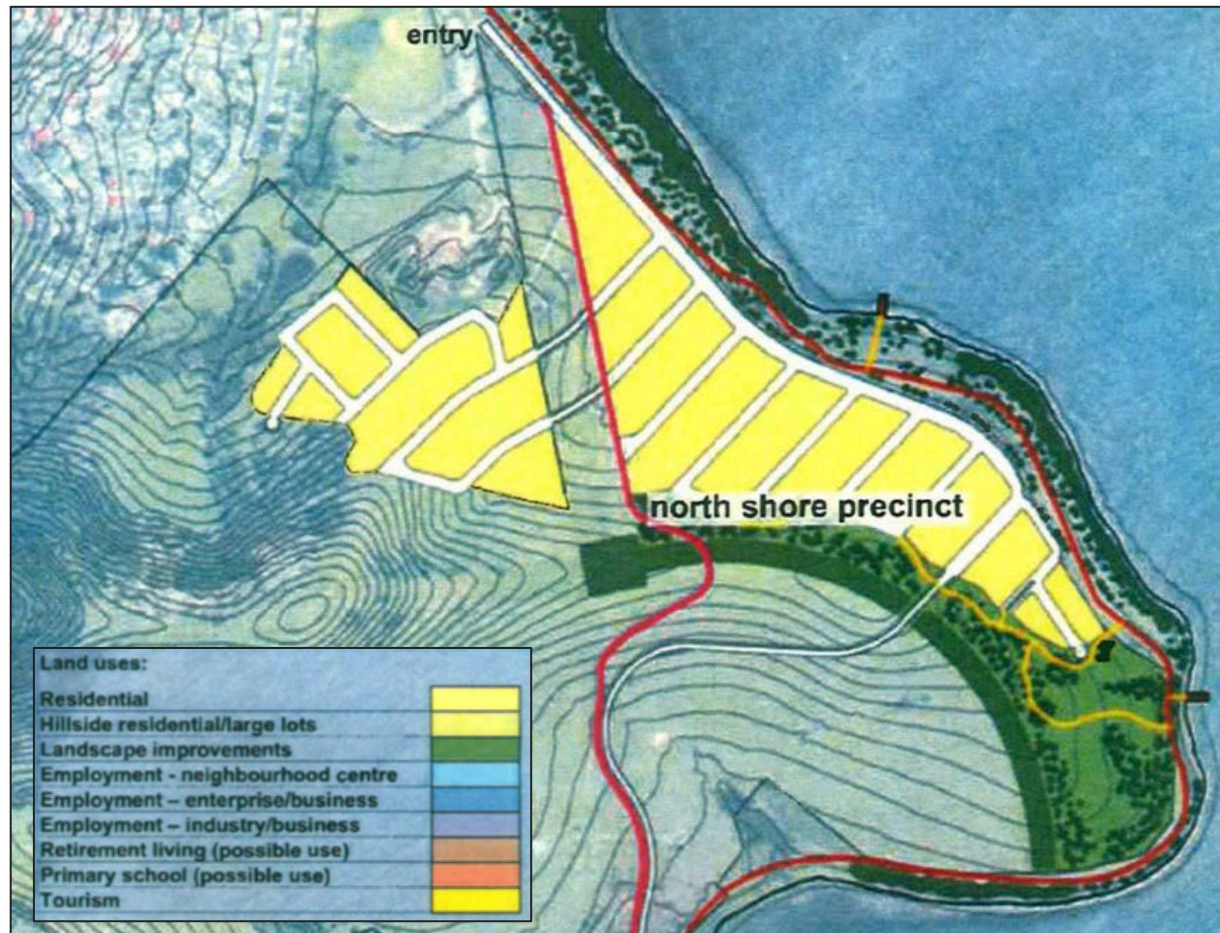 entry
north shore precinct
Land uses:
Residential
Hillside residential/large lots
Landscape improvements
Employment - neighbourhood centre
Employment – enterprise/business
Employment – industry/business
Retirement living (possible use)
Primary school (possible use)
Tourism